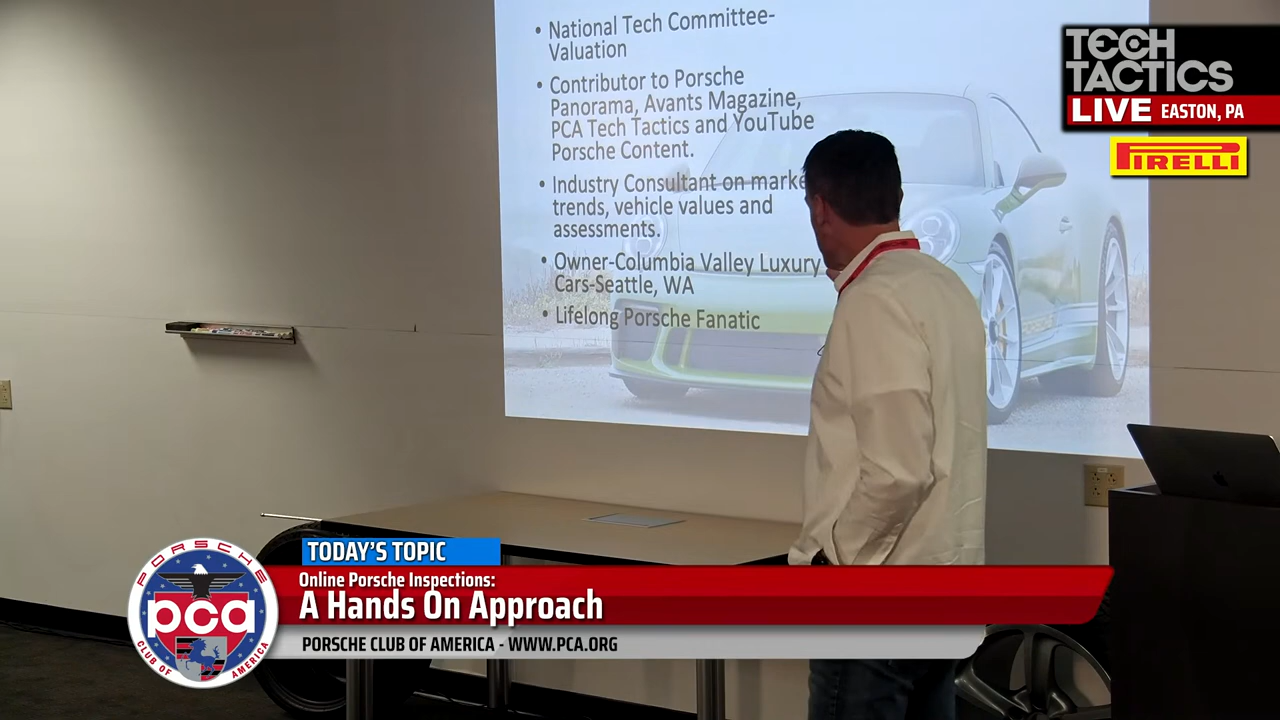 • National Tech Committee-
Valuation
• Contributor to Porsche
Panorama, Avants Magazine,
PCA Tech Tactics and YouTube
Porsche Content.
• Industry Consultant on marke
trends, vehicle values and
assessments.
• Owner-Columbia Valley Luxury
Cars-Seattle, WA
• Lifelong Porsche Fanatic
TECH
TACTICS
LIVE EASTON, PA
PIRELLI
TODAY'S TOPIC
Online Porsche Inspections:
A Hands On Approach
PORSCHE CLUB OF AMERICA - WWW.PCA.ORG
PORSCHE
pca
CLUB OF AMERICA